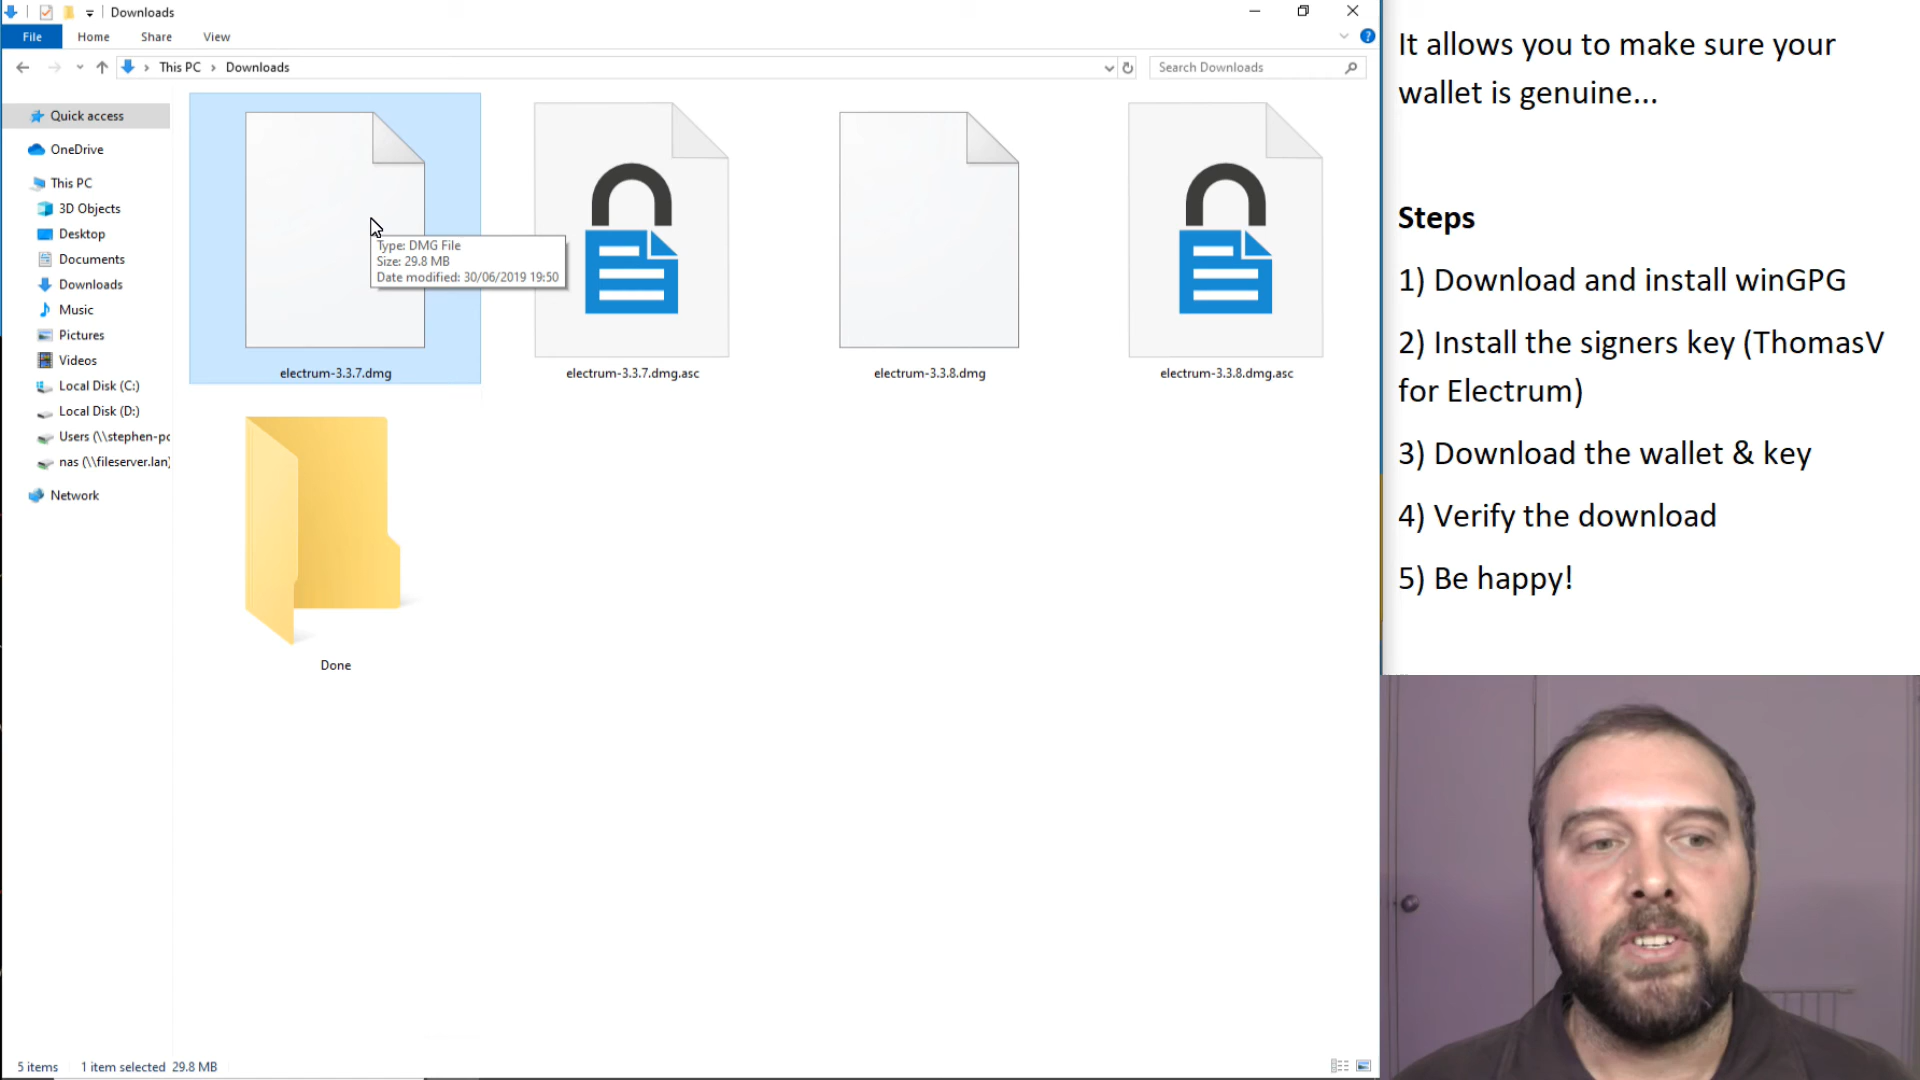 Downloads
File Home Share View
This PC Downloads
Search Downloads
Quick access
OneDrive
This PC
3D Objects
Desktop
Documents
Downloads
Music
Pictures
Videos
Local Disk (C:)
Local Disk (D:)
Users (\\stephen-pc
nas (\\fileserver.lan)
Network
Type: DMG File
Size: 29.8 MB
Date modified: 30/06/2019 19:50
electrum-3.3.7.dmg
electrum-3.3.7.dmg.asc
electrum-3.3.8.dmg
electrum-3.3.8.dmg.asc
Done
5 items 1 item selected 29.8 MB
It allows you to make sure your
wallet is genuine...
Steps
1) Download and install winGPG
2) Install the signers key (ThomasV
for Electrum)
3) Download the wallet & key
4) Verify the download
5) Be happy!